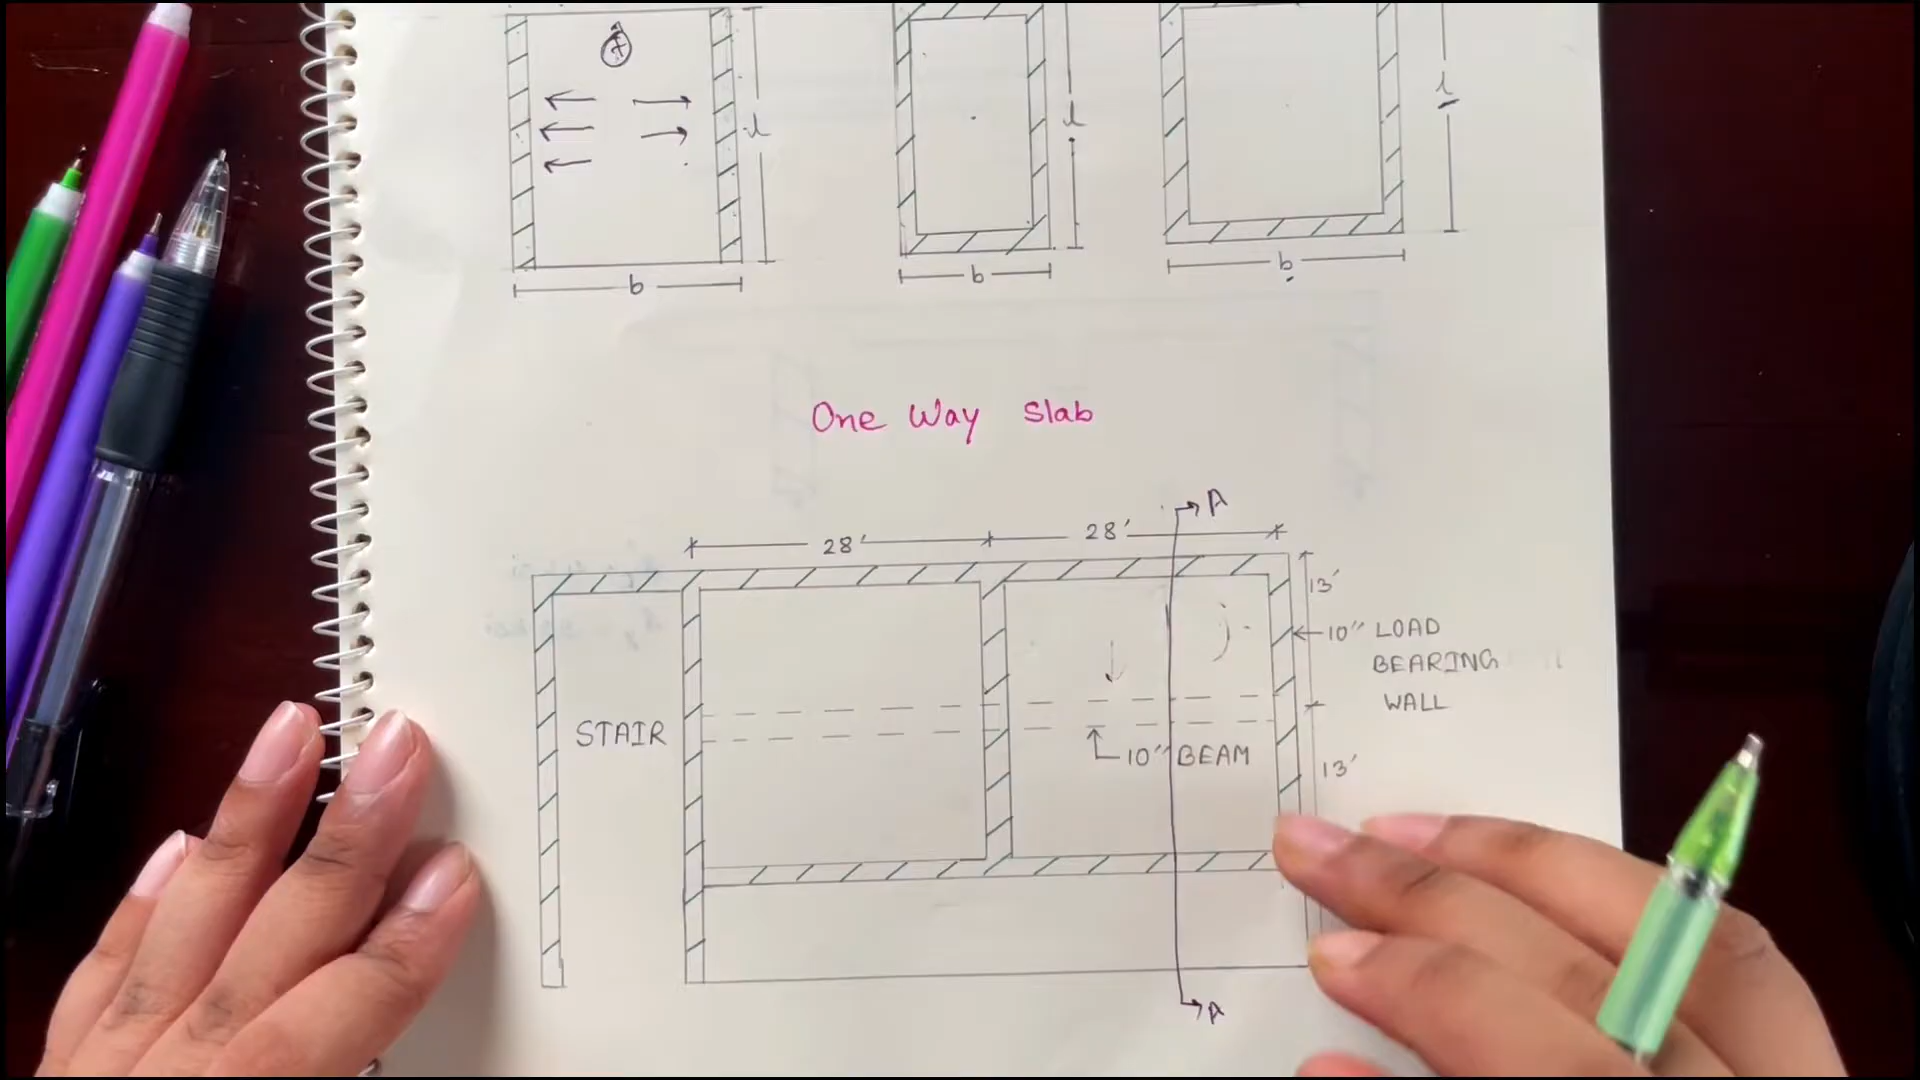 l
l
l
b
b
b
One Way Slab
A
28'
28'
13'
10" LOAD
BEARING
WALL
STAIR
10" BEAM
13'
A